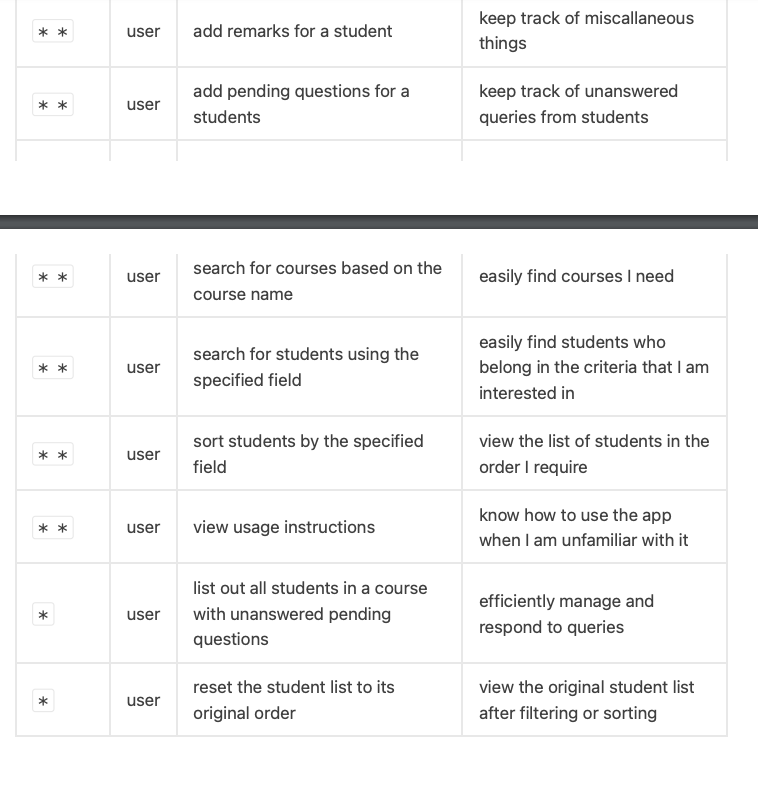 * * user add remarks for a student keep track of miscallaneous
things
* * user add pending questions for a
students keep track of unanswered
queries from students
* * user search for courses based on the
course name easily find courses I need
* * user search for students using the
specified field easily find students who
belong in the criteria that I am
interested in
* * user sort students by the specified
field view the list of students in the
order I require
* * user view usage instructions know how to use the app
when I am unfamiliar with it
* user list out all students in a course
with unanswered pending
questions efficiently manage and
respond to queries
* user reset the student list to its
original order view the original student list
after filtering or sorting